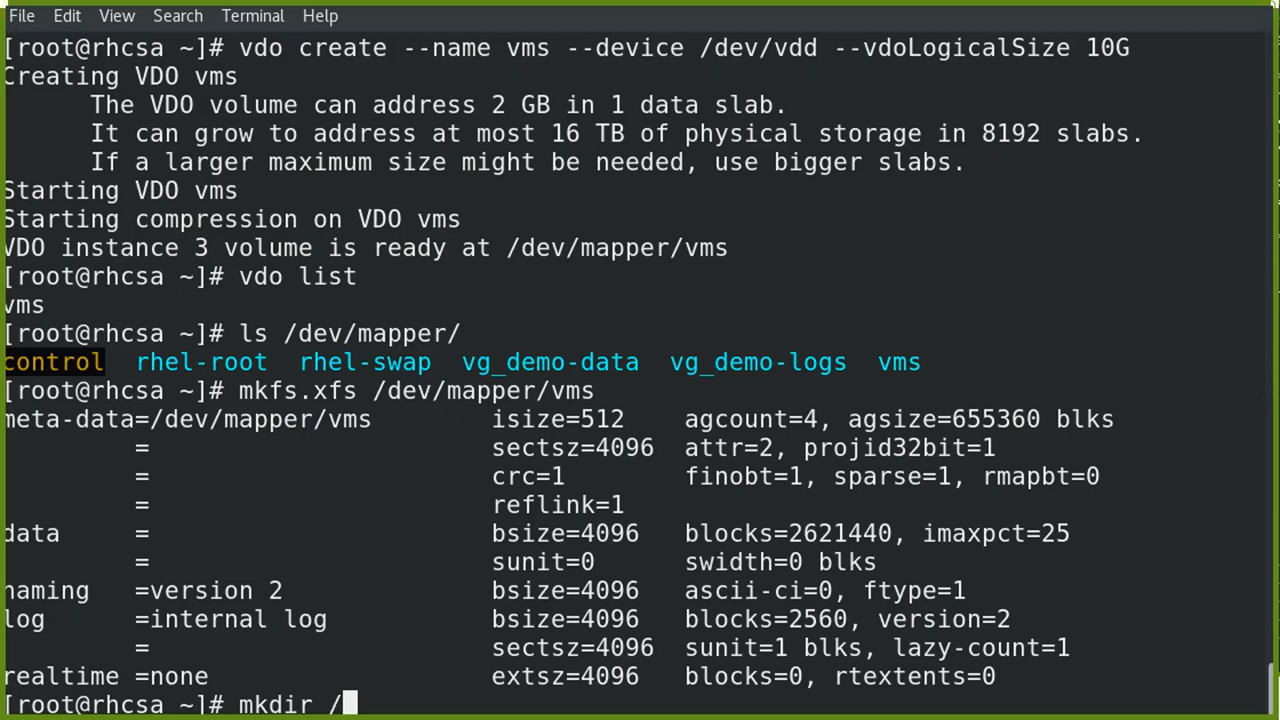 File Edit View Search Terminal Help
[root@rhcsa ~]# vdo create --name vms --device /dev/vdd --vdoLogicalSize 10G
Creating VDO vms
      The VDO volume can address 2 GB in 1 data slab.
      It can grow to address at most 16 TB of physical storage in 8192 slabs.
      If a larger maximum size might be needed, use bigger slabs.
Starting VDO vms
Starting compression on VDO vms
VDO instance 3 volume is ready at /dev/mapper/vms
[root@rhcsa ~]# vdo list
vms
[root@rhcsa ~]# ls /dev/mapper/
control  rhel-root  rhel-swap  vg_demo-data  vg_demo-logs  vms
[root@rhcsa ~]# mkfs.xfs /dev/mapper/vms
meta-data=/dev/mapper/vms        isize=512    agcount=4, agsize=655360 blks
         =                       sectsz=4096  attr=2, projid32bit=1
         =                       crc=1        finobt=1, sparse=1, rmapbt=0
         =                       reflink=1
data     =                       bsize=4096   blocks=2621440, imaxpct=25
         =                       sunit=0      swidth=0 blks
naming   =version 2              bsize=4096   ascii-ci=0, ftype=1
log      =internal log           bsize=4096   blocks=2560, version=2
         =                       sectsz=4096  sunit=1 blks, lazy-count=1
realtime =none                   extsz=4096   blocks=0, rtextents=0
[root@rhcsa ~]# mkdir /